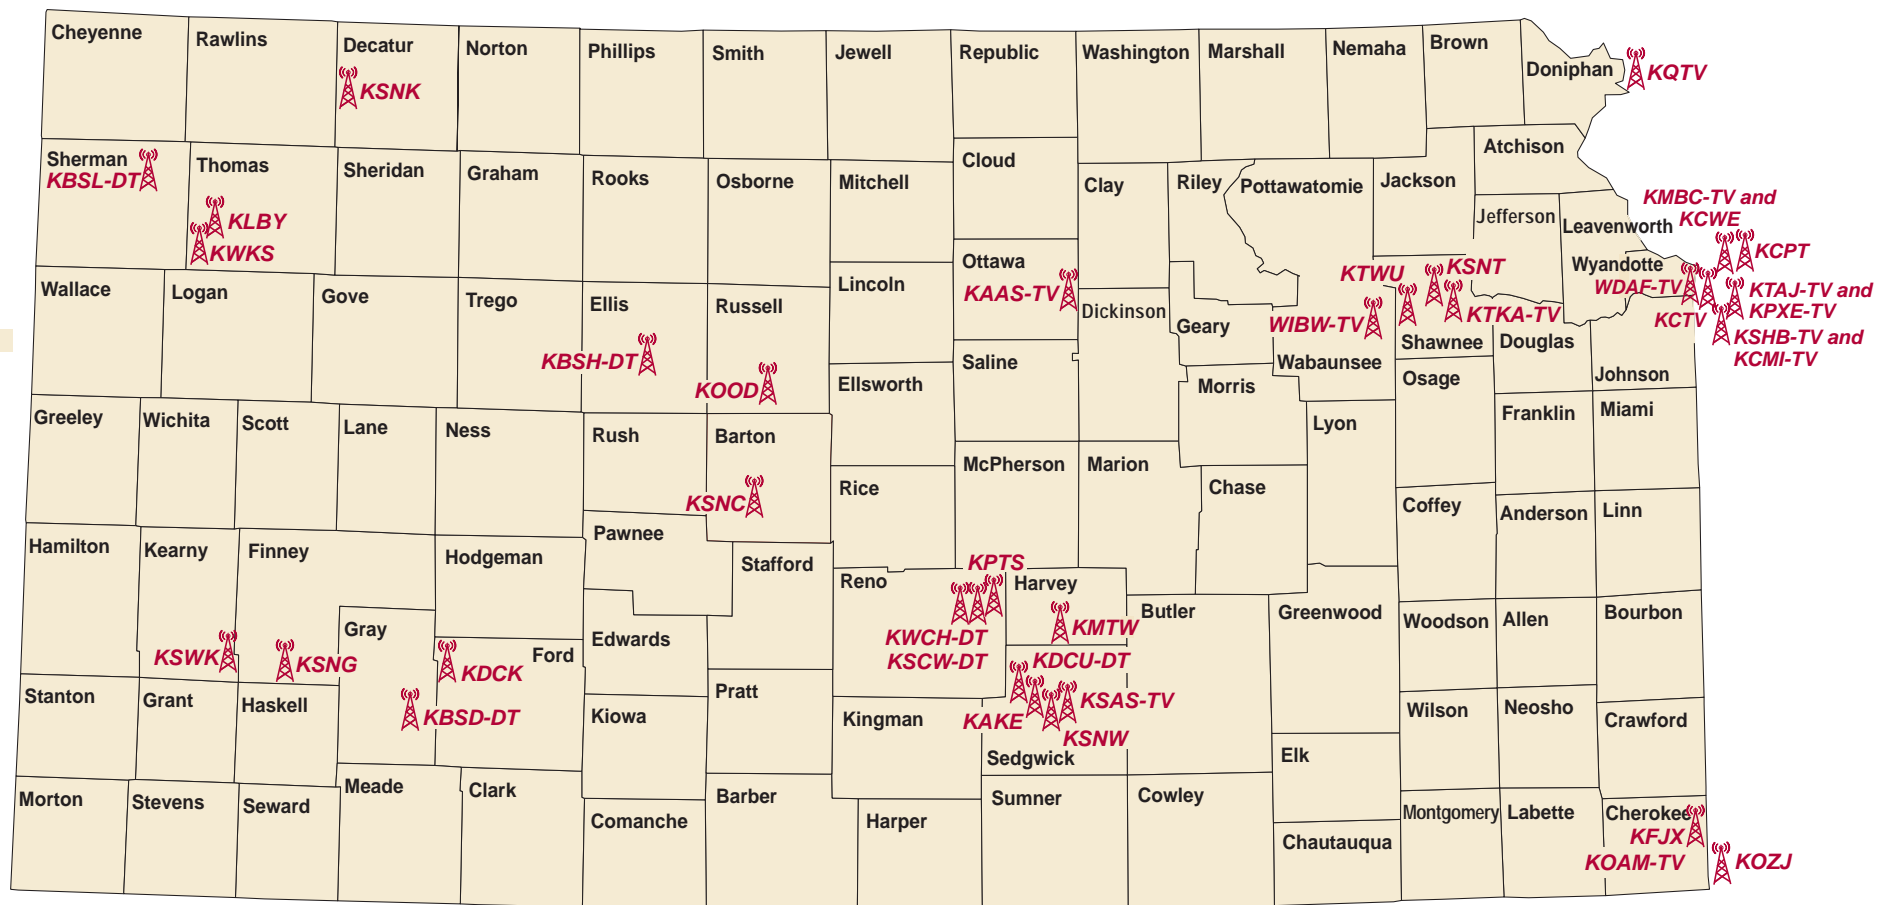 Cheyenne
Rawlins
Decatur
Norton
Phillips
Smith
Jewell
Republic
Washington
Marshall
Nemaha
Brown
Doniphan
KQTV
KSNK
Sherman
KBSL-DT
Thomas
KLBY
KWKS
Sheridan
Graham
Rooks
Osborne
Mitchell
Cloud
Clay
Riley
Pottawatomie
Jackson
Atchison
Jefferson
Leavenworth
KMBC-TV and
KCWE
KCPT
Wyandotte
WDAF-TV
KTAJ-TV and
KPXE-TV
KCTV
KSHB-TV and
KCMI-TV
Wallace
Logan
Gove
Trego
Ellis
KBSH-DT
Russell
KOOD
Lincoln
Ottawa
KAAS-TV
Dickinson
Geary
WIBW-TV
Wabaunsee
KTWU
KSNT
KTKA-TV
Shawnee
Douglas
Johnson
Saline
Ellsworth
Morris
Osage
Franklin
Miami
Greeley
Wichita
Scott
Lane
Ness
Rush
Barton
KSNC
Rice
McPherson
Marion
Chase
Lyon
Coffey
Anderson
Linn
Hamilton
Kearny
Finney
Hodgeman
Pawnee
Stafford
Reno
KPTS
KWCH-DT
KSCW-DT
Harvey
KMTW
Butler
Greenwood
Woodson
Allen
Bourbon
KSWK
KSNG
Gray
KBSD-DT
KDCK
Ford
Edwards
KDCU-DT
KSAS-TV
KAKE
KSNW
Sedgwick
Stanton
Grant
Haskell
Kiowa
Pratt
Kingman
Elk
Wilson
Neosho
Crawford
Morton
Stevens
Seward
Meade
Clark
Comanche
Barber
Harper
Sumner
Cowley
Chautauqua
Montgomery
Labette
Cherokee
KFJX
KOAM-TV
KOZJ